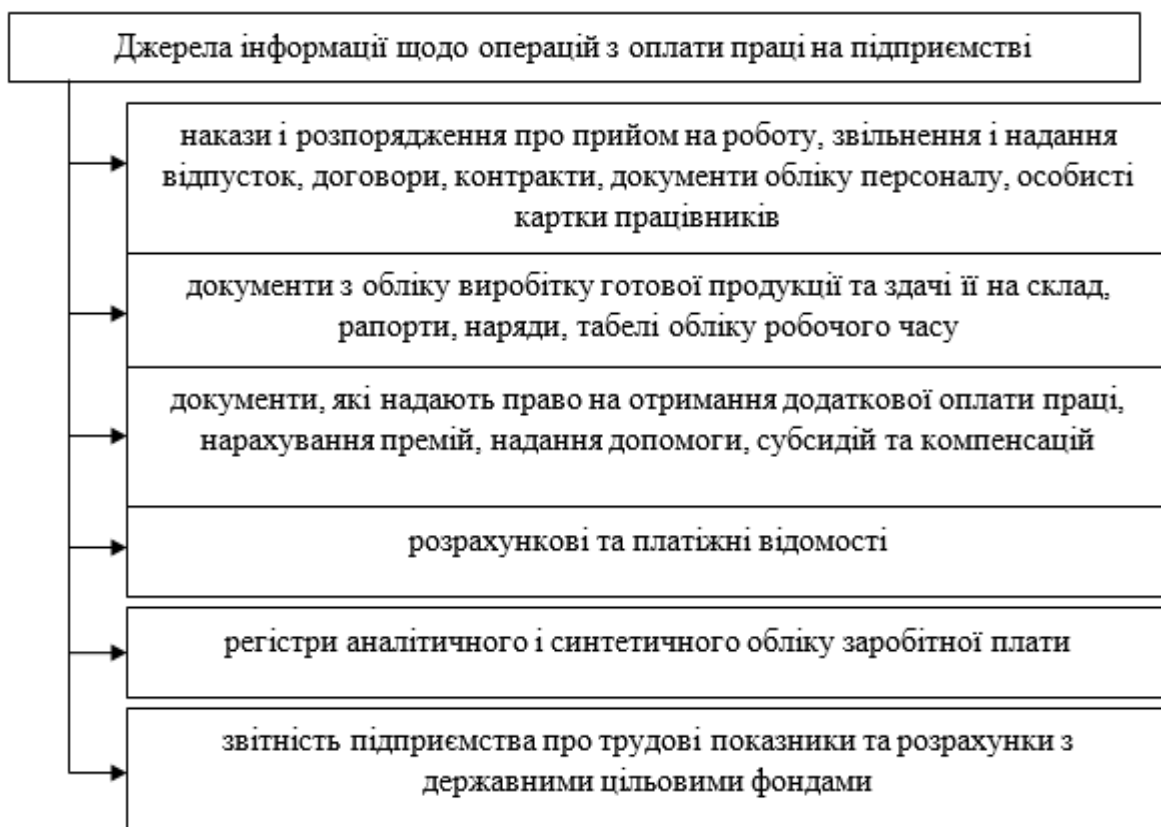 Джерела інформації щодо операцій з оплати праці на підприємстві
накази і розпорядження про прийом на роботу, звільнення і надання
відпусток, договори, контракти, документи обліку персоналу, особисті
картки працівників
документи з обліку виробітку готової продукції та здачі її на склад,
рапорти, наряди, табелі обліку робочого часу
документи, які надають право на отримання додаткової оплати праці,
нарахування премій, надання допомоги, субсидій та компенсацій
розрахункові та платіжні відомості
регістри аналітичного і синтетичного обліку заробітної плати
звітність підприємства про трудові показники та розрахунки з
державними цільовими фондами